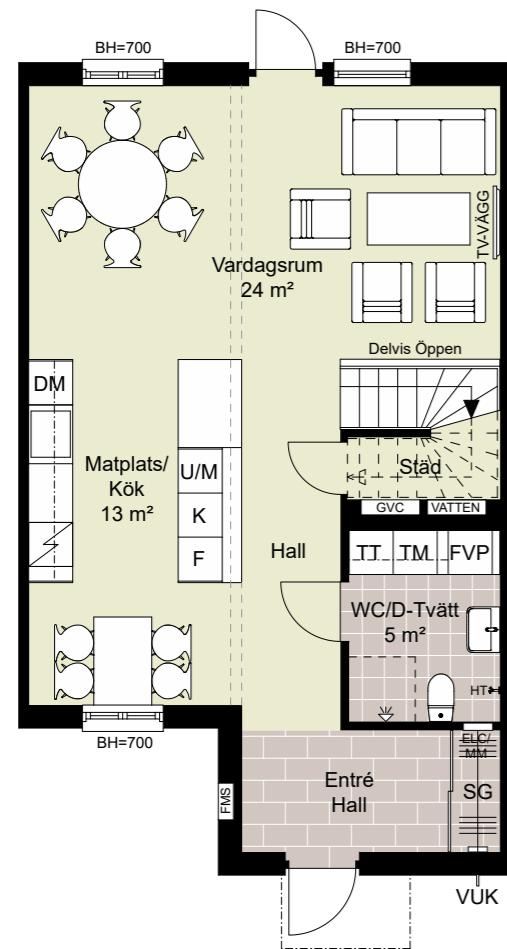 BH=700
BH=700
TV-VÄGG
Vardagsrum
24 m²
Delvis Öppen
DM
Matplats/
Kök
13 m²
U/M
K
F
Städ
GVC
VATTEN
Hall
TT
TM
FVP
WC/D-Tvätt
5 m²
HT
BH=700
ELC/
MM
FMS
Entré
Hall
SG
VUK